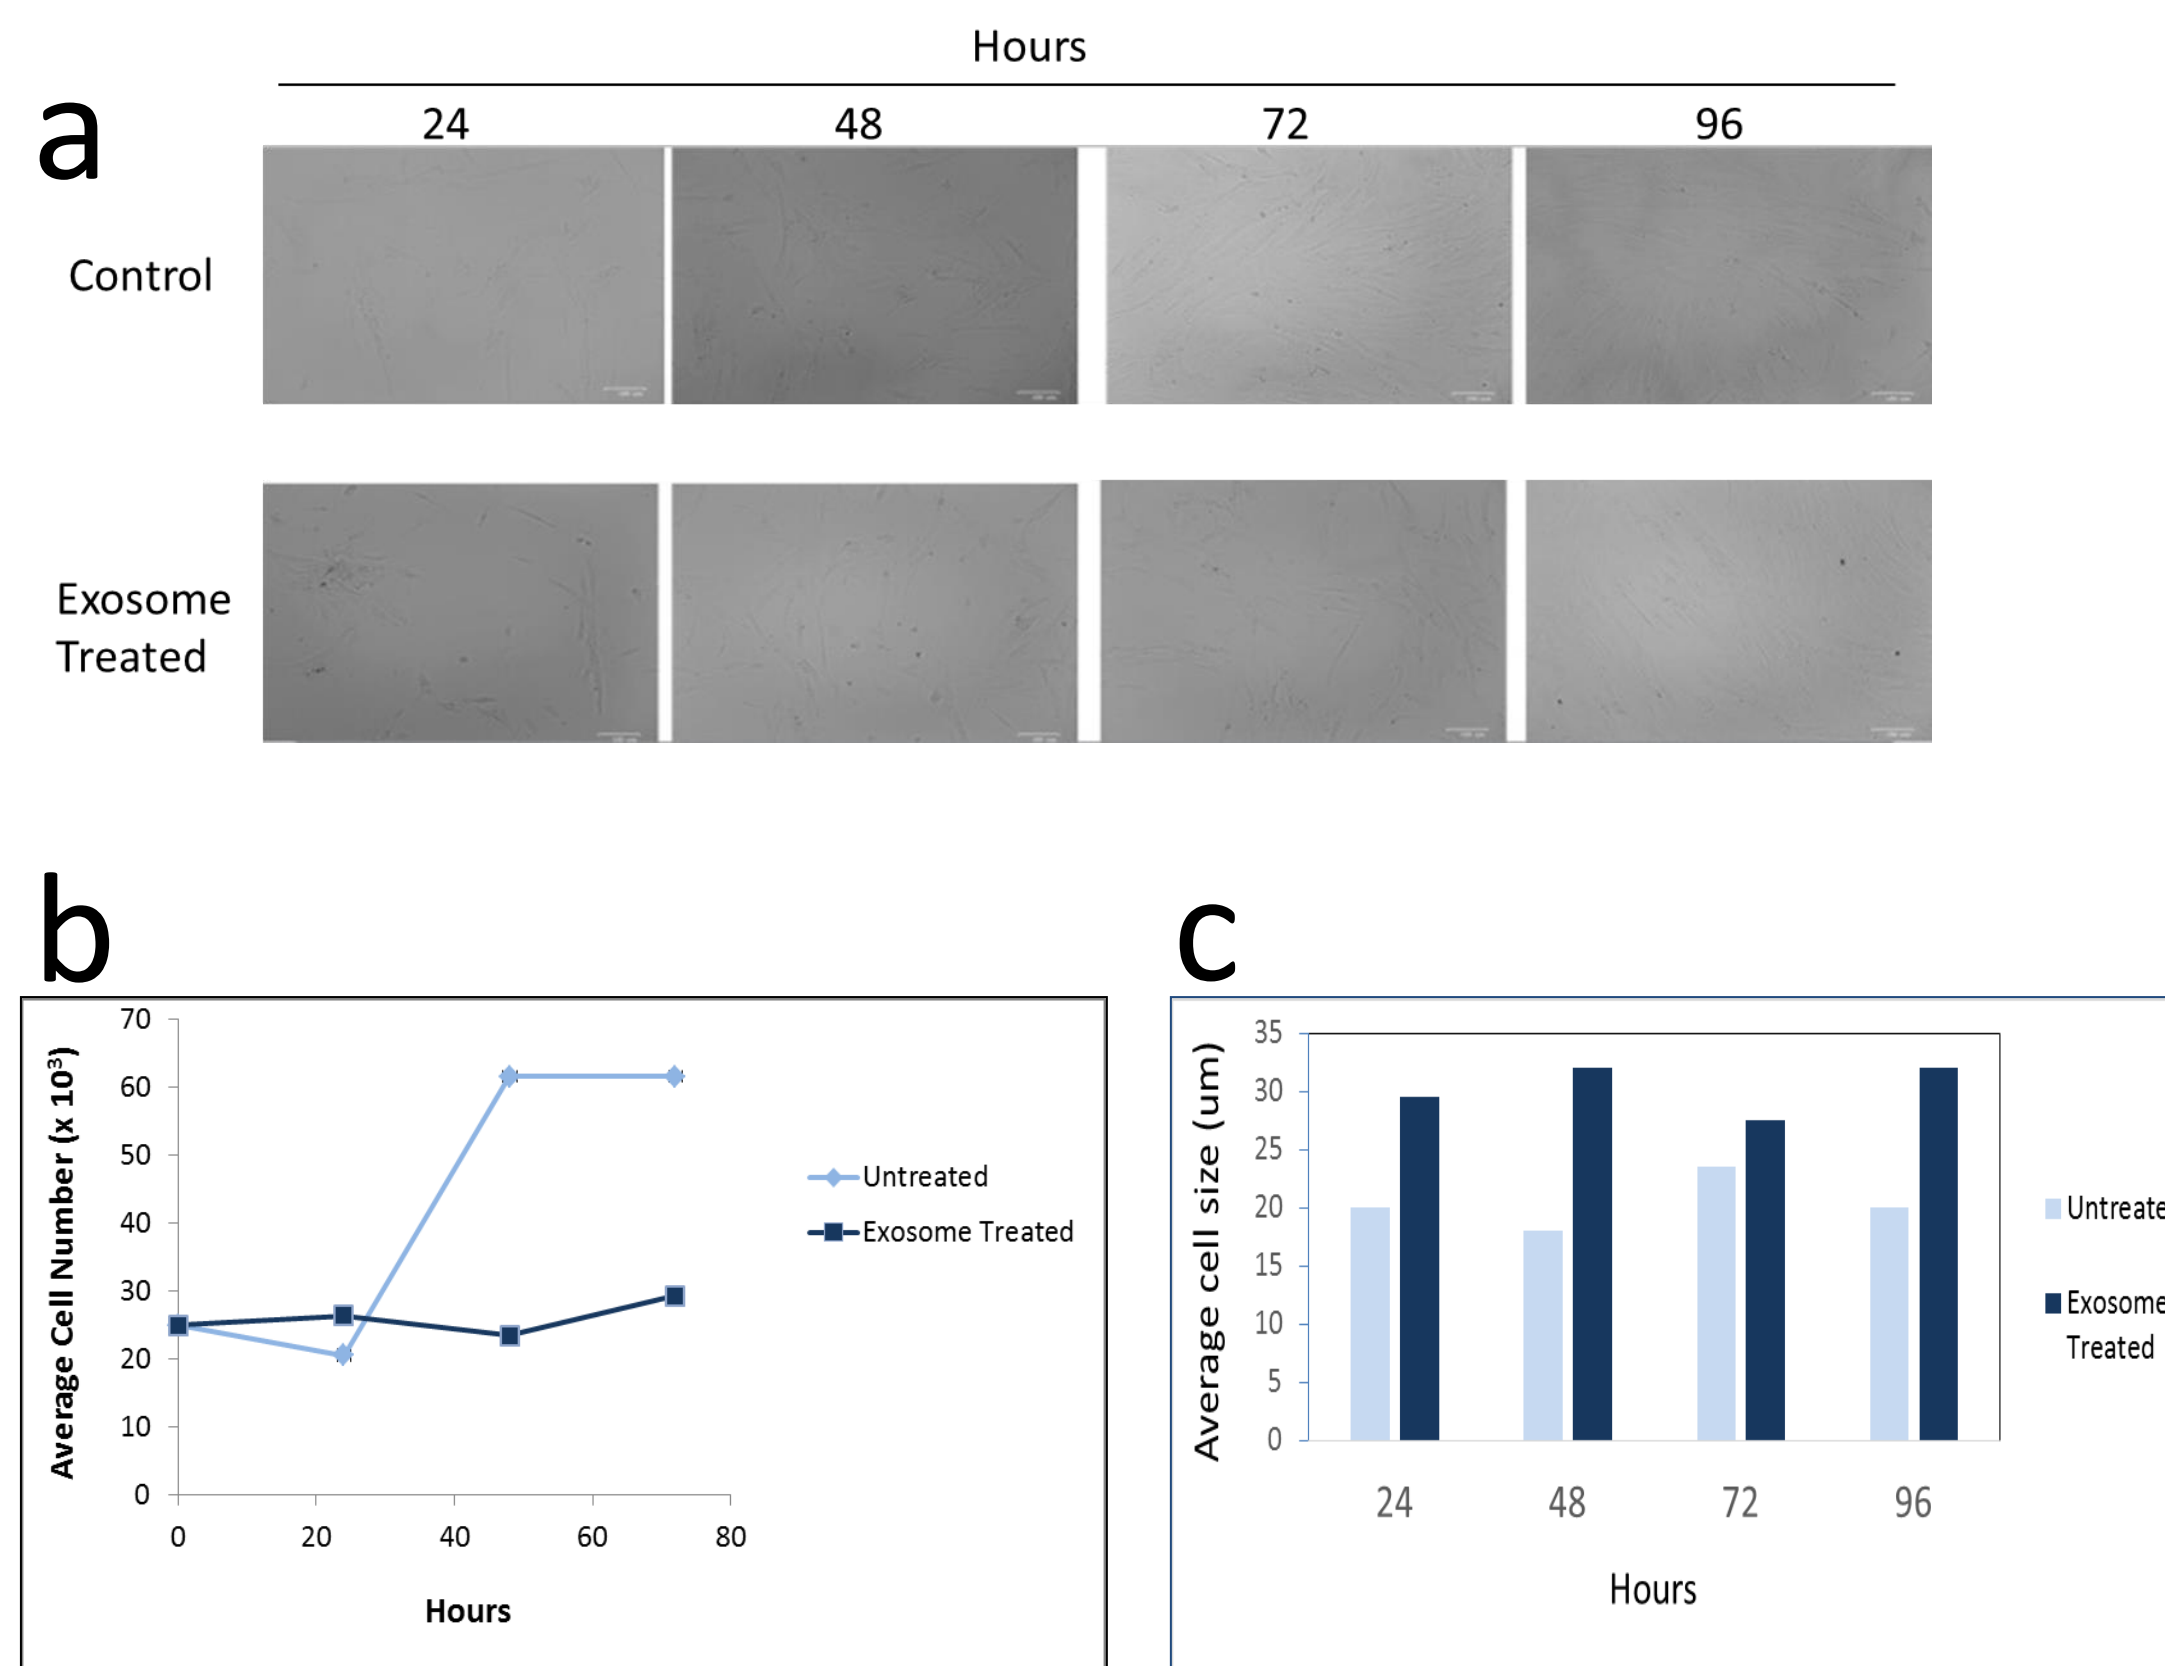 Hours
a
24 48 72 96
Control
Exosome
Treated
b
Average Cell Number (x 10³)
70
60
50
40
30
20
10
0
0 20 40 60 80
Hours
Untreated
Exosome Treated
c
Average cell size (um)
35
30
25
20
15
10
5
0
24 48 72 96
Hours
Untreate
Exosome
Treated